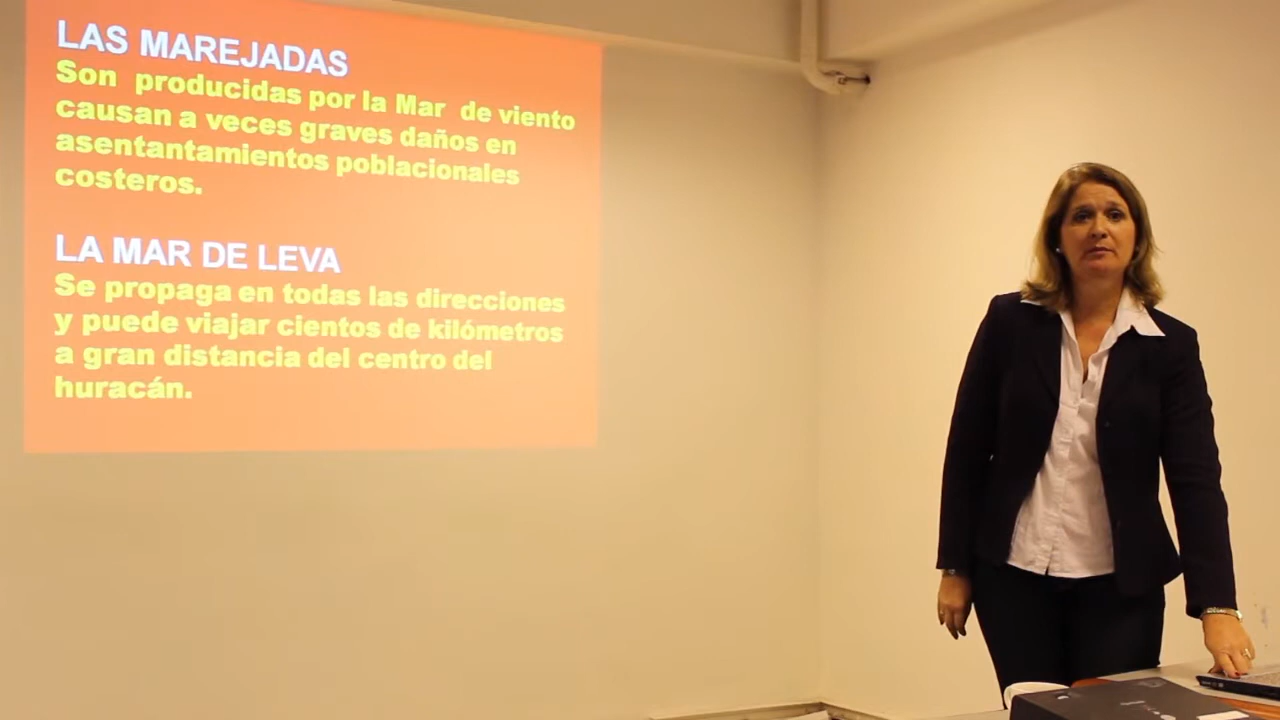 LAS MAREJADAS
Son producidas por la Mar de viento
causan a veces graves daños en
asentantamientos poblacionales
costeros.
LA MAR DE LEVA
Se propaga en todas las direcciones
y puede viajar cientos de kilómetros
a gran distancia del centro del
huracán.